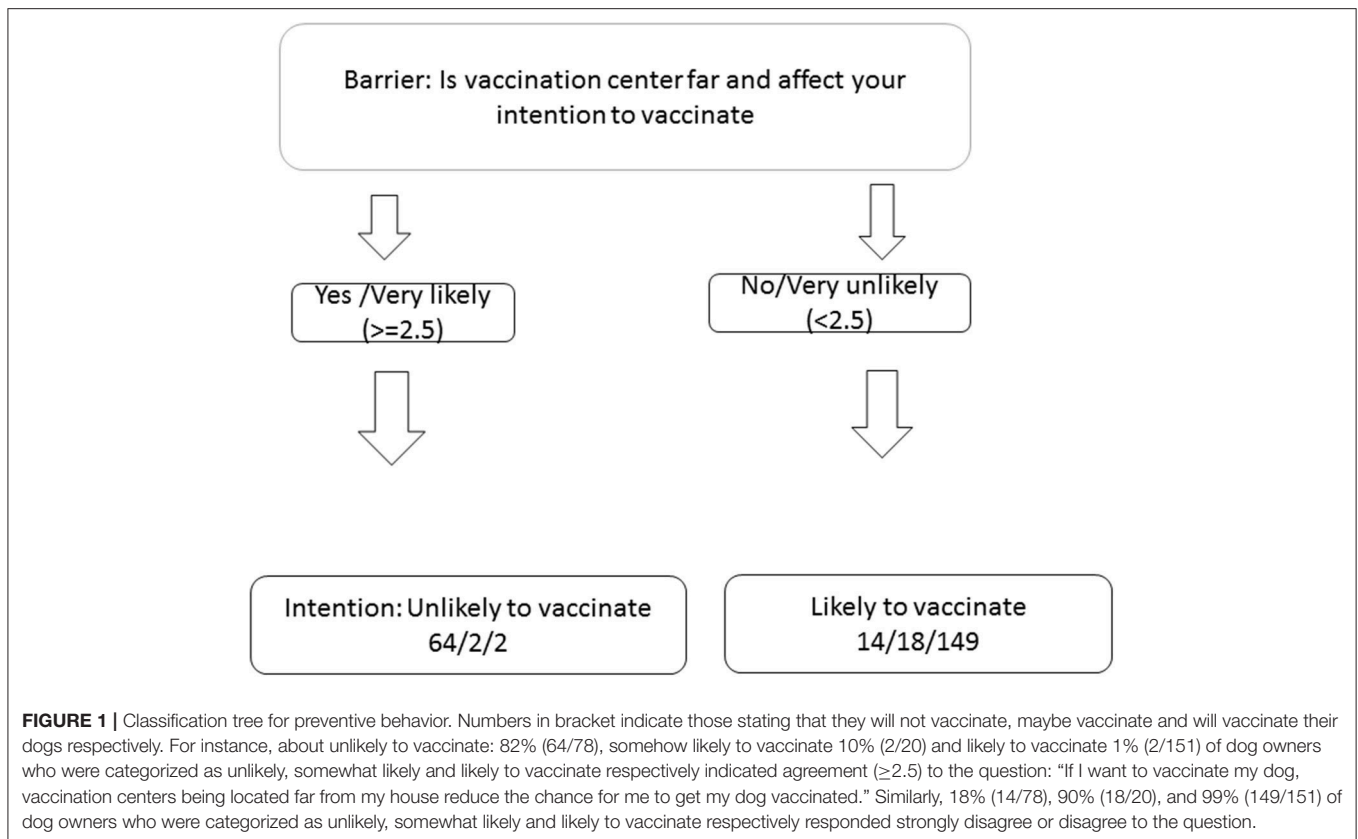 Barrier: Is vaccination center far and affect your
intention to vaccinate
Yes /Very likely
(>=2.5)
No/Very unlikely
(<2.5)
Intention: Unlikely to vaccinate
64/2/2
Likely to vaccinate
14/18/149
FIGURE 1 | Classification tree for preventive behavior. Numbers in bracket indicate those stating that they will not vaccinate, maybe vaccinate and will vaccinate their
dogs respectively. For instance, about unlikely to vaccinate: 82% (64/78), somehow likely to vaccinate 10% (2/20) and likely to vaccinate 1% (2/151) of dog owners
who were categorized as unlikely, somewhat likely and likely to vaccinate respectively indicated agreement (≥2.5) to the question: “If I want to vaccinate my dog,
vaccination centers being located far from my house reduce the chance for me to get my dog vaccinated.” Similarly, 18% (14/78), 90% (18/20), and 99% (149/151) of
dog owners who were categorized as unlikely, somewhat likely and likely to vaccinate respectively responded strongly disagree or disagree to the question.